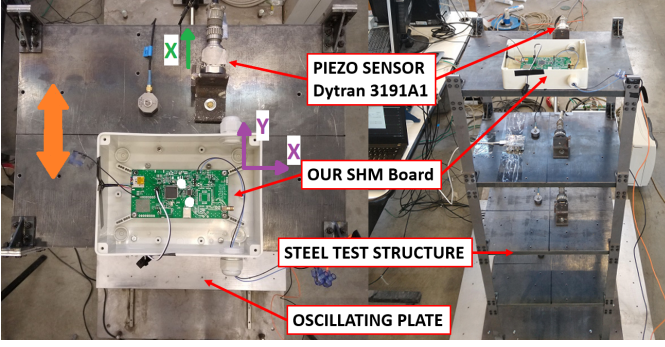 X
PIEZO SENSOR
Dytran 3191A1
Y
X
OUR SHM Board
STEEL TEST STRUCTURE
OSCILLATING PLATE